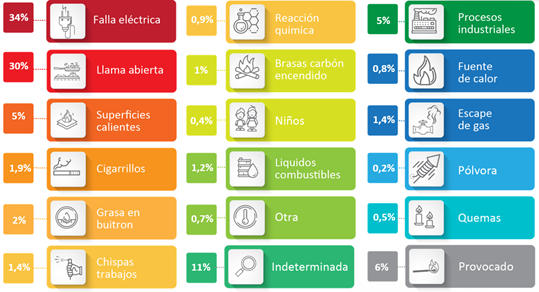 34% Falla eléctrica
30% Llama abierta
5% Superficies
calientes
1,9% Cigarrillos
2% Grasa en
buitron
1,4% Chispas
trabajos
0,9% Reacción
química
1% Brasas carbón
encendido
0,4% Niños
1,2% Liquidos
combustibles
0,7% Otra
11% Indeterminada
5% Procesos
industriales
0,8% Fuente
de calor
1,4% Escape
de gas
0,2% Pólvora
0,5% Quemas
6% Provocado